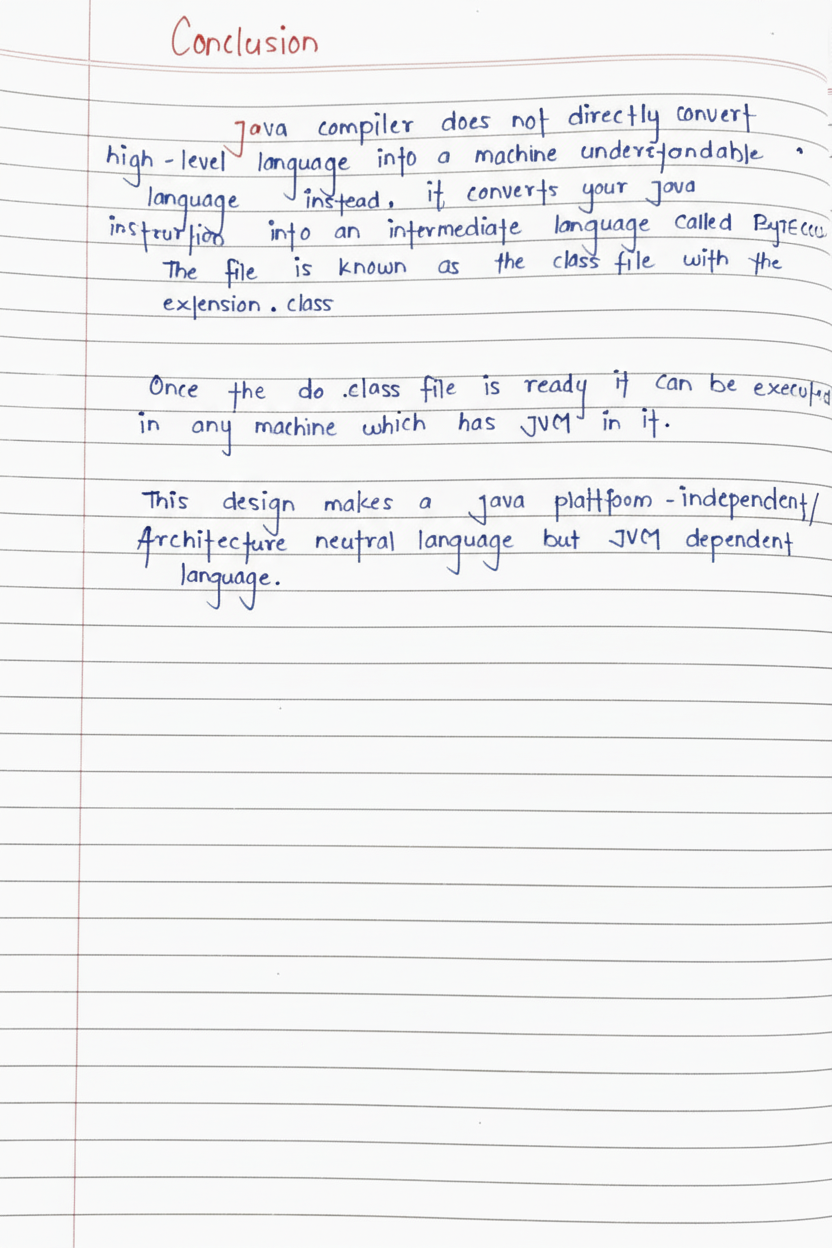 Conclusion
Java compiler does not directly convert
high-level language into a machine understandable
language instead, it converts your Java
instruction into an intermediate language called
The file is known as the class file with the
exlension. class
Once the do .class file is ready it can be executed
in any machine which has JVM in it.
This design makes a Java plattfoom-independent/
Architecture neutral language but JVM dependent
language.